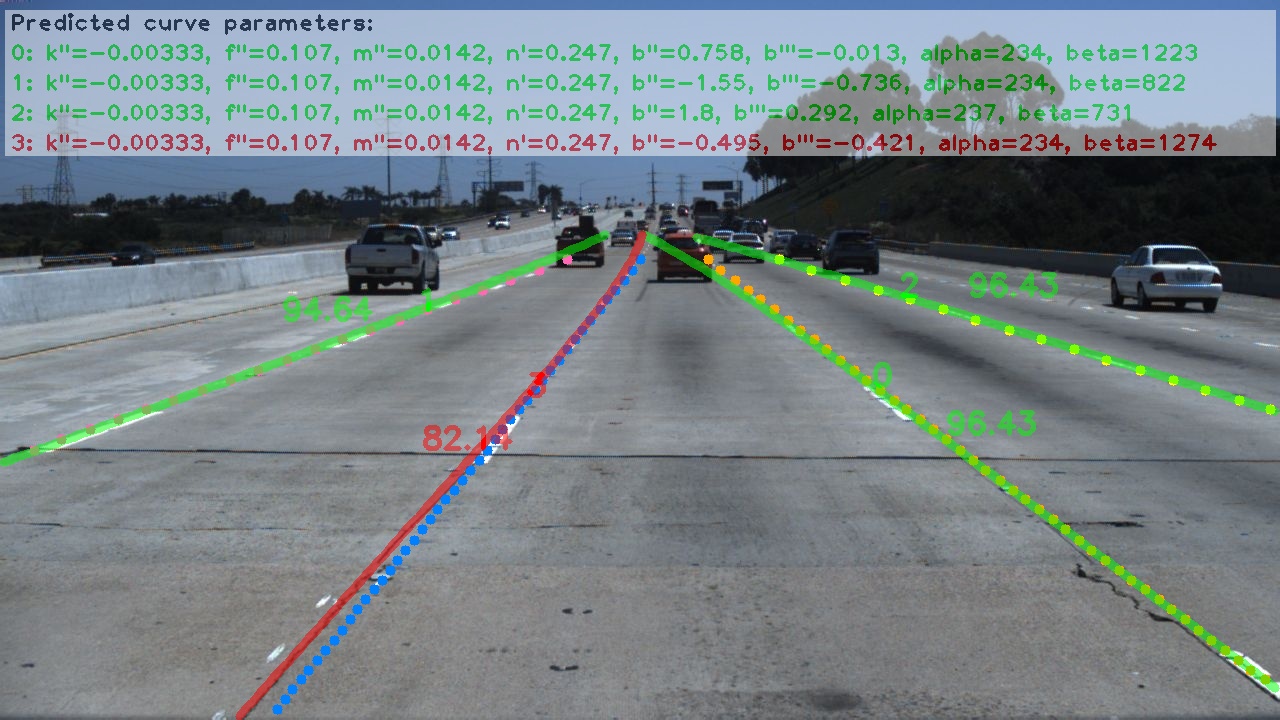 Predicted curve parameters:
0: k''=-0.00333, f''=0.107, m''=0.0142, n'=0.247, b''=0.758, b'''=-0.013, alpha=234, beta=1223
1: k''=-0.00333, f''=0.107, m''=0.0142, n'=0.247, b''=-1.55, b'''=-0.736, alpha=234, beta=822
2: k''=-0.00333, f''=0.107, m''=0.0142, n'=0.247, b''=1.8, b'''=0.292, alpha=237, beta=731
3: k''=-0.00333, f''=0.107, m''=0.0142, n'=0.247, b''=-0.495, b'''=-0.421, alpha=234, beta=1274
2 96.43
94.64 1
0
3
96.43
82.14